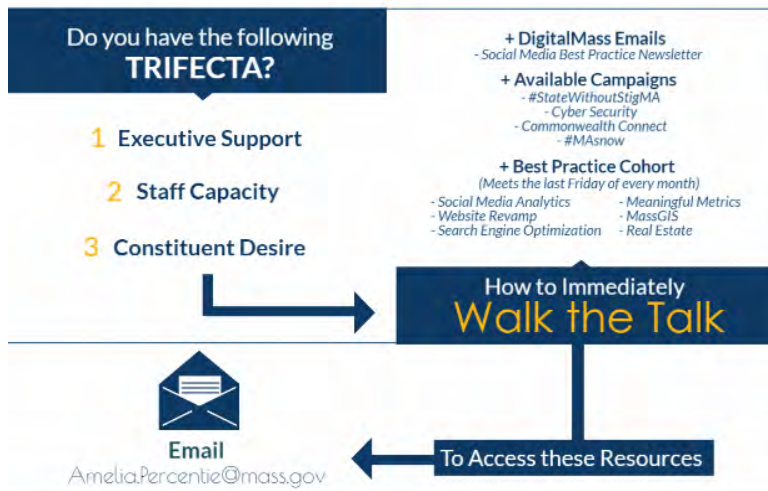 Do you have the following
TRIFECTA?
1 Executive Support
2 Staff Capacity
3 Constituent Desire
+ DigitalMass Emails
- Social Media Best Practice Newsletter
+ Available Campaigns
- #StateWithoutStigMA
- Cyber Security
- Commonwealth Connect
- #MAsnow
+ Best Practice Cohort
(Meets the last Friday of every month)
- Social Media Analytics
- Website Revamp
- Search Engine Optimization
- Meaningful Metrics
- MassGIS
- Real Estate
How to Immediately
Walk the Talk
To Access these Resources
Email
Amelia.Percentie@mass.gov